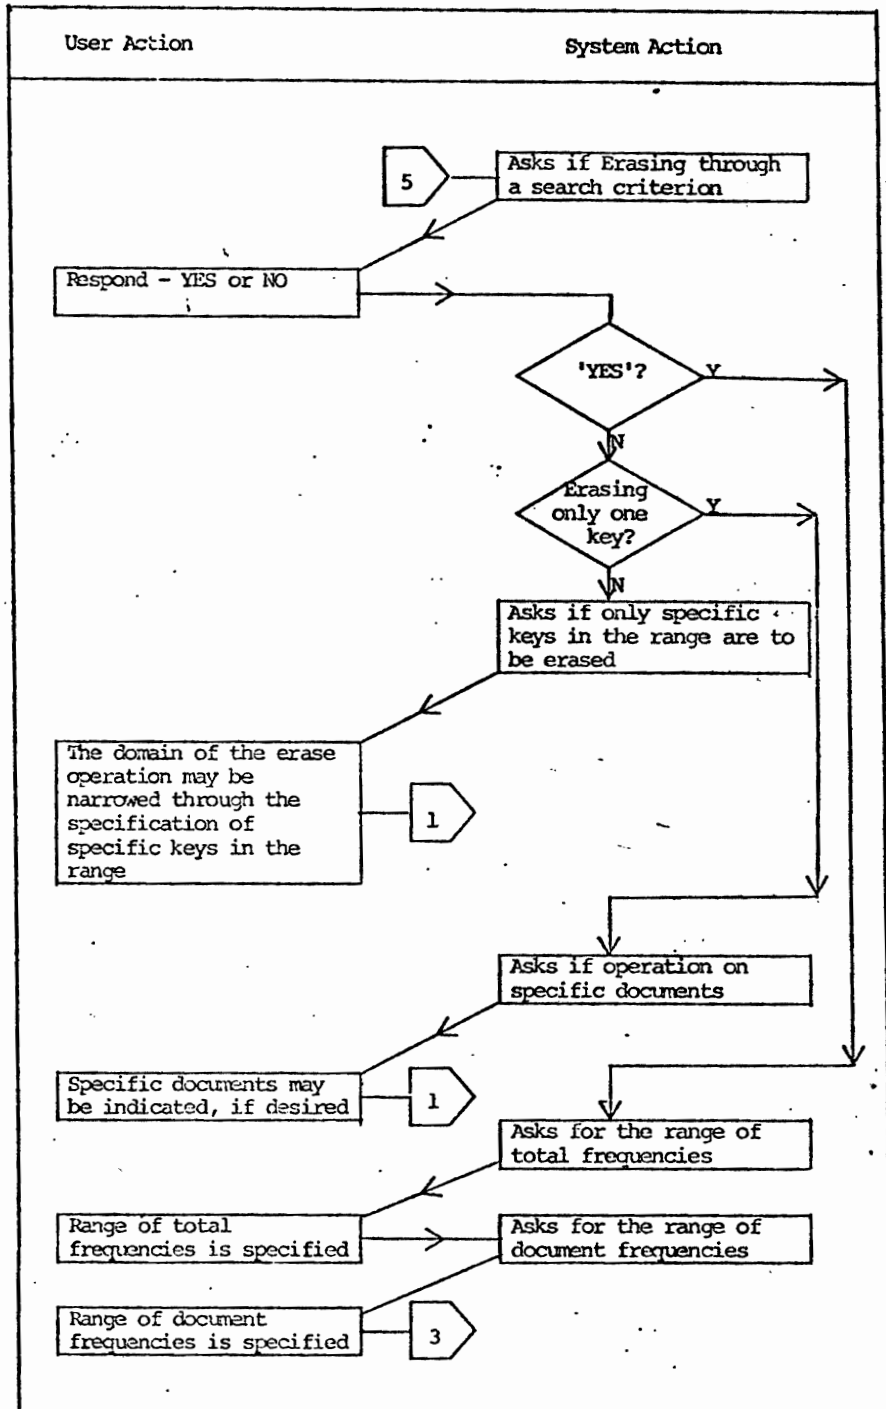 User Action
System Action
5
Asks if Erasing through
a search criterion
Respond - YES or NO
'YES'?
Y
N
Erasing
only one
key?
Y
N
Asks if only specific
keys in the range are to
be erased
The domain of the erase
operation may be
narrowed through the
specification of
specific keys in the
range
1
Asks if operation on
specific documents
Specific documents may
be indicated, if desired
1
Asks for the range of
total frequencies
Range of total
frequencies is specified
Asks for the range of
document frequencies
Range of document
frequencies is specified
3